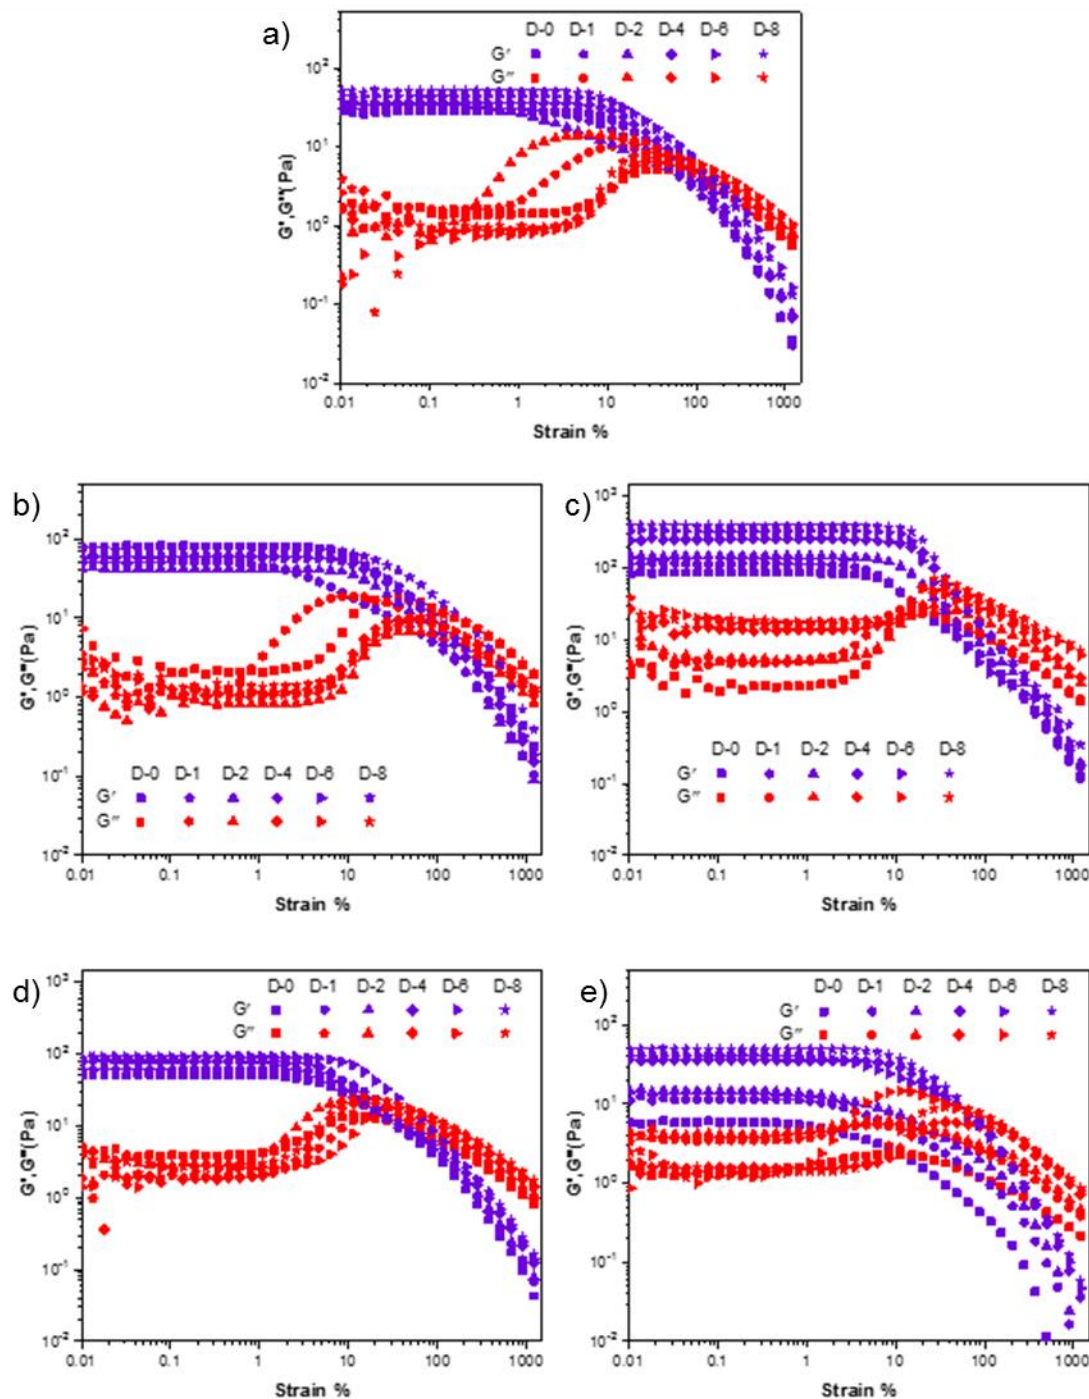 a)
D-0 D-1 D-2 D-4 D-6 D-8
G'
G"
10²
10¹
10⁰
10⁻¹
10⁻²
G',G"(Pa)
0.01 0.1 1 10 100 1000
Strain %
b)
10²
10¹
10⁰
10⁻¹
10⁻²
G',G"(Pa)
D-0 D-1 D-2 D-4 D-6 D-8
G'
G"
0.01 0.1 1 10 100 1000
Strain %
c)
10³
10²
10¹
10⁰
10⁻¹
10⁻²
G',G"(Pa)
D-0 D-1 D-2 D-4 D-6 D-8
G'
G"
0.01 0.1 1 10 100 1000
Strain %
d)
D-0 D-1 D-2 D-4 D-6 D-8
G'
G"
10³
10²
10¹
10⁰
10⁻¹
10⁻²
G',G"(Pa)
0.01 0.1 1 10 100 1000
Strain %
e)
D-0 D-1 D-2 D-4 D-6 D-8
G'
G"
10²
10¹
10⁰
10⁻¹
10⁻²
G',G"(Pa)
0.01 0.1 1 10 100 1000
Strain %